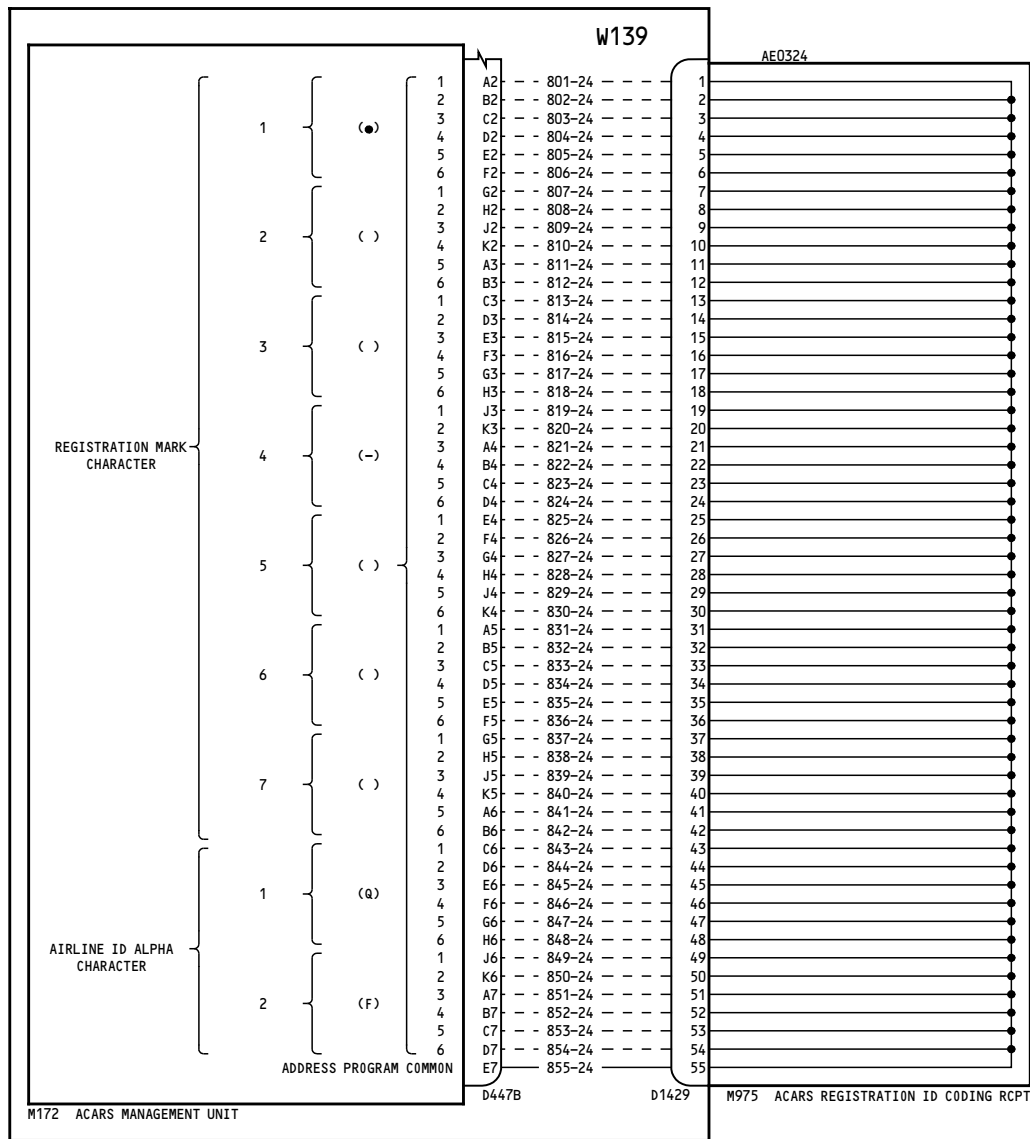 W139
AE0324
1 A2 801-24 1
2 B2 802-24 2
3 C2 803-24 3
1 (●) 4 D2 804-24 4
5 E2 805-24 5
6 F2 806-24 6
1 G2 807-24 7
2 H2 808-24 8
3 J2 809-24 9
2 ( ) 4 K2 810-24 10
5 A3 811-24 11
6 B3 812-24 12
1 C3 813-24 13
2 D3 814-24 14
3 E3 815-24 15
3 ( ) 4 F3 816-24 16
5 G3 817-24 17
6 H3 818-24 18
1 J3 819-24 19
2 K3 820-24 20
REGISTRATION MARK 3 A4 821-24 21
CHARACTER 4 (-) 4 B4 822-24 22
5 C4 823-24 23
6 D4 824-24 24
1 E4 825-24 25
2 F4 826-24 26
3 G4 827-24 27
5 ( ) 4 H4 828-24 28
5 J4 829-24 29
6 K4 830-24 30
1 A5 831-24 31
2 B5 832-24 32
3 C5 833-24 33
6 ( ) 4 D5 834-24 34
5 E5 835-24 35
6 F5 836-24 36
1 G5 837-24 37
2 H5 838-24 38
3 J5 839-24 39
7 ( ) 4 K5 840-24 40
5 A6 841-24 41
6 B6 842-24 42
1 C6 843-24 43
2 D6 844-24 44
3 E6 845-24 45
1 (Q) 4 F6 846-24 46
5 G6 847-24 47
6 H6 848-24 48
AIRLINE ID ALPHA 1 J6 849-24 49
CHARACTER 2 K6 850-24 50
3 A7 851-24 51
2 (F) 4 B7 852-24 52
5 C7 853-24 53
6 D7 854-24 54
ADDRESS PROGRAM COMMON E7 855-24 55
D447B D1429 M975 ACARS REGISTRATION ID CODING RCPT
M172 ACARS MANAGEMENT UNIT